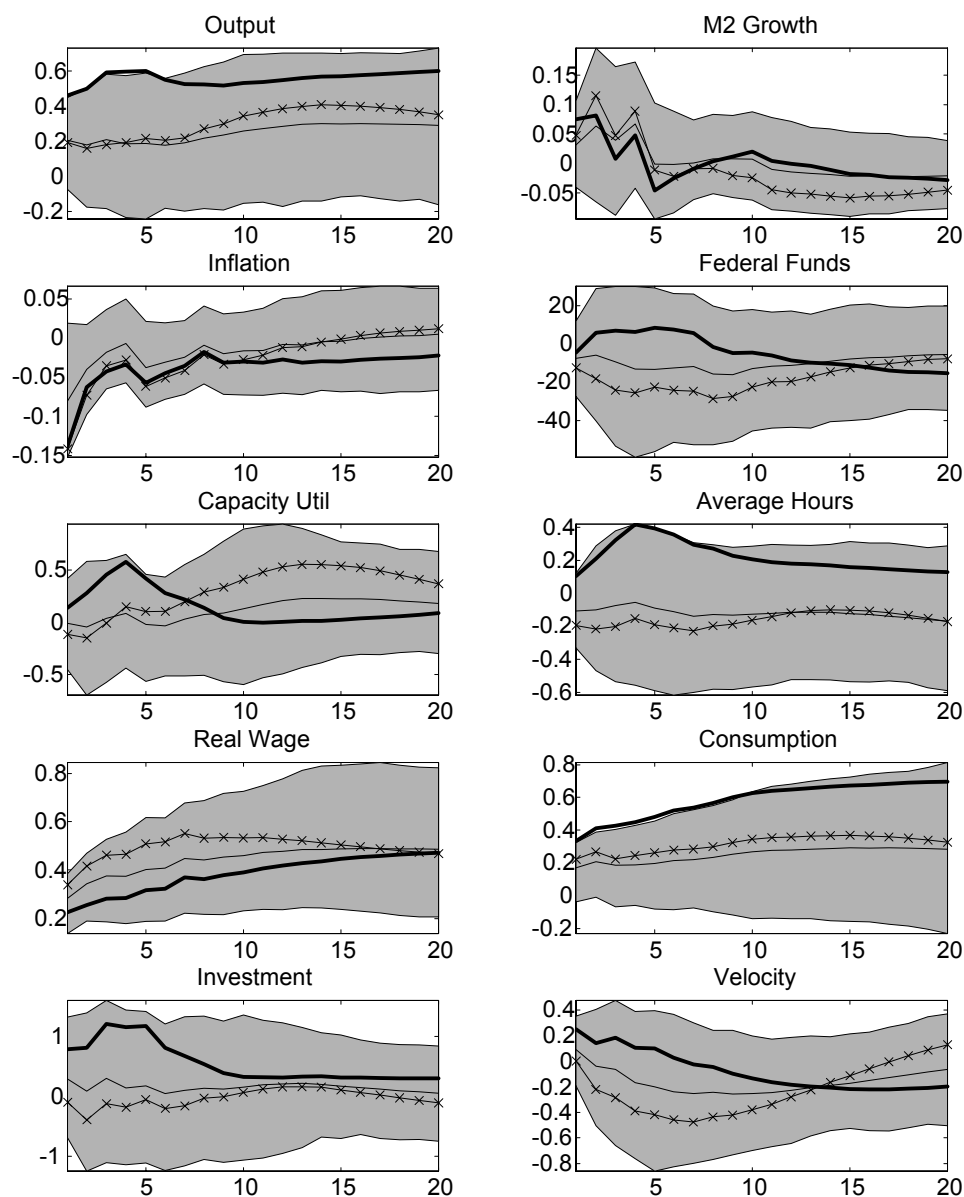 Output
0.6
0.4
0.2
0
-0.2
5 10 15 20
M2 Growth
0.15
0.1
0.05
0
-0.05
5 10 15 20
Inflation
0.05
0
-0.05
-0.1
-0.15
5 10 15 20
Federal Funds
20
0
-20
-40
5 10 15 20
Capacity Util
0.5
0
-0.5
5 10 15 20
Average Hours
0.4
0.2
0
-0.2
-0.4
-0.6
5 10 15 20
Real Wage
0.8
0.6
0.4
0.2
5 10 15 20
Consumption
0.8
0.6
0.4
0.2
0
-0.2
5 10 15 20
Investment
1
0
-1
5 10 15 20
Velocity
0.4
0.2
0
-0.2
-0.4
-0.6
-0.8
5 10 15 20